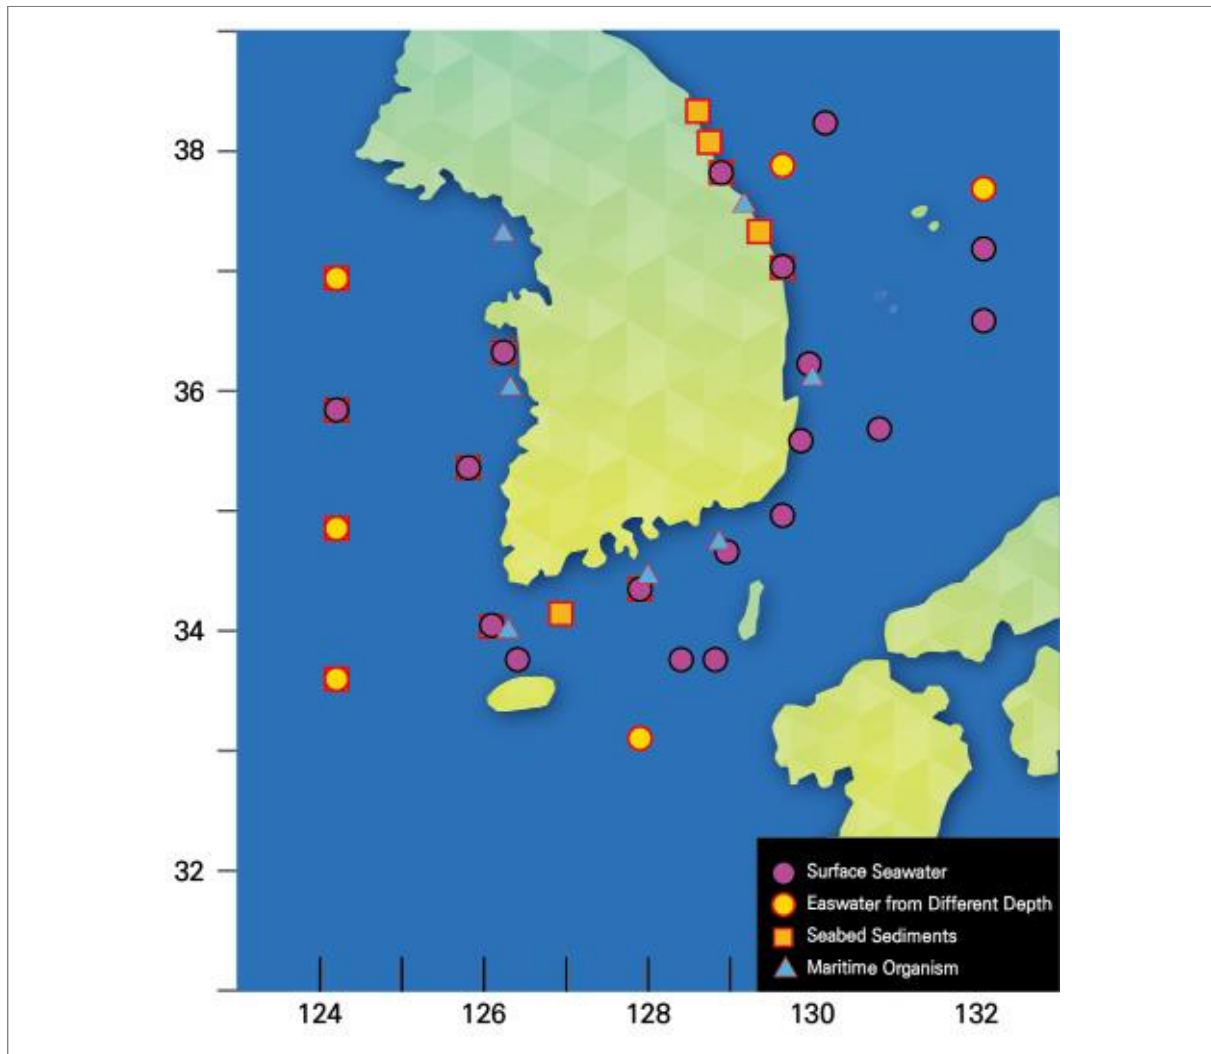 38
36
34
32
Surface Seawater
Easwater from Different Depth
Seabed Sediments
Maritime Organism
124 126 128 130 132